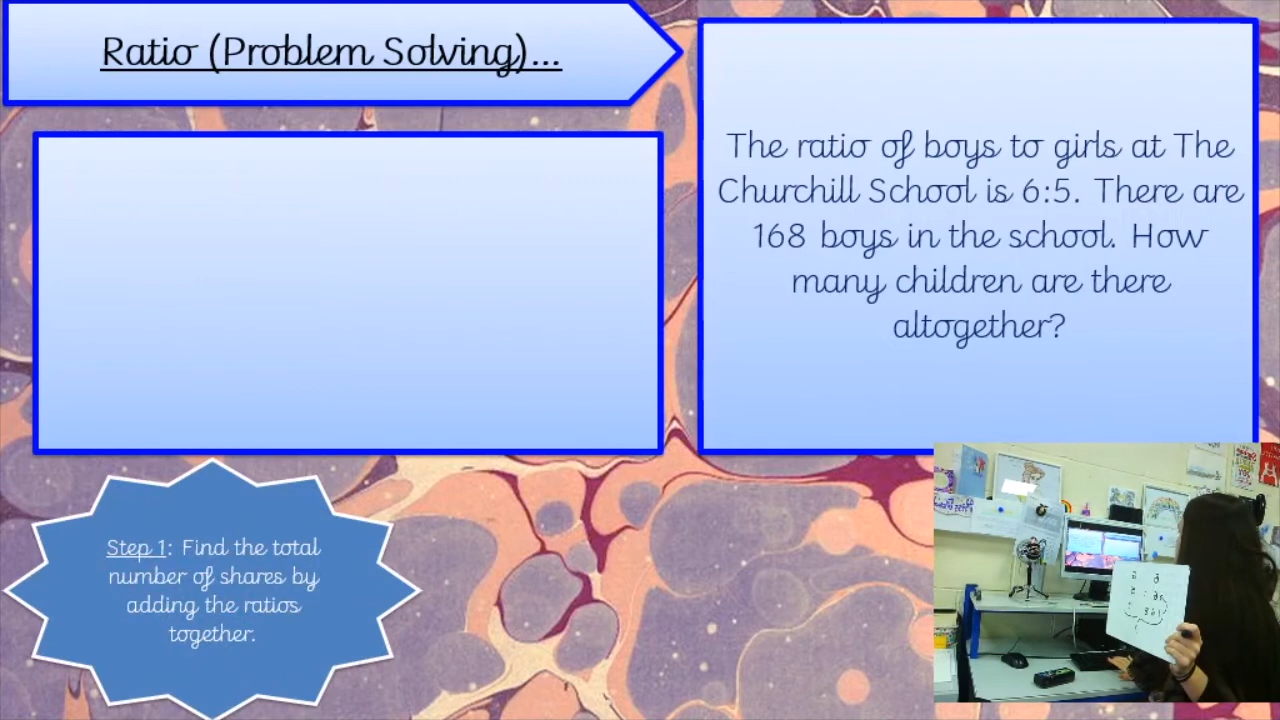 Ratio (Problem Solving)...
The ratio of boys to girls at The
Churchill School is 6:5. There are
168 boys in the school. How
many children are there
altogether?
Step 1: Find the total
number of shares by
adding the ratios
together.